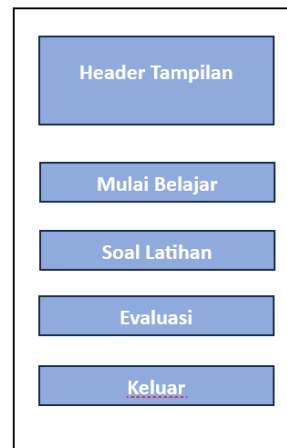 Header Tampilan
Mulai Belajar
Soal Latihan
Evaluasi
Keluar